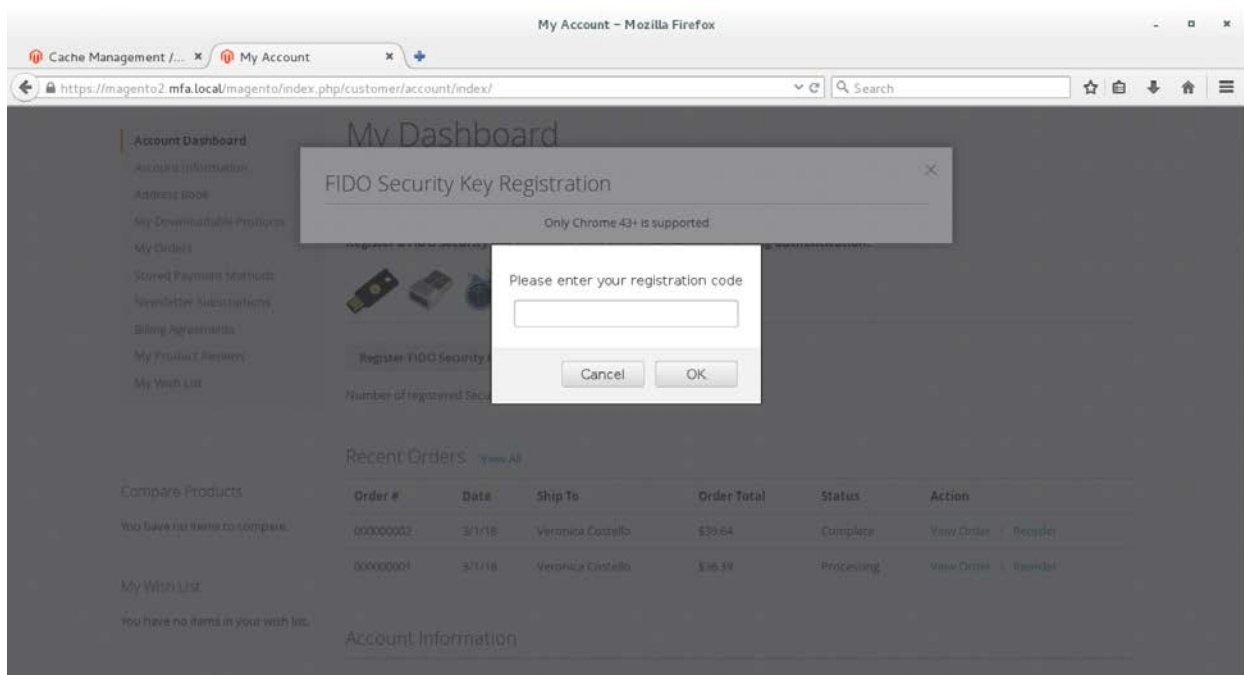 My Account – Mozilla Firefox
Cache Management /...
My Account
https://magento2.mfa.local/magento/index.php/customer/account/index/
Search
Account Dashboard
Account Information
Address Book
My Downloadable Products
My Orders
Stored Payment Methods
Newsletter Subscriptions
Billing Agreements
My Product Reviews
My Wish List
My Dashboard
FIDO Security Key Registration
Only Chrome 43+ is supported
Register a FIDO Security
authentication.
Please enter your registration code
Cancel
OK
Register FIDO Security
Number of registered
Recent Orders View All
Compare Products
You have no items to compare.
My Wish List
You have no items in your wish list.
Order # Date Ship To Order Total Status Action
000000002 3/1/18 Veronica Costello $39.64 Complete View Order | Reorder
000000001 3/1/18 Veronica Costello $36.39 Processing View Order | Reorder
Account Information